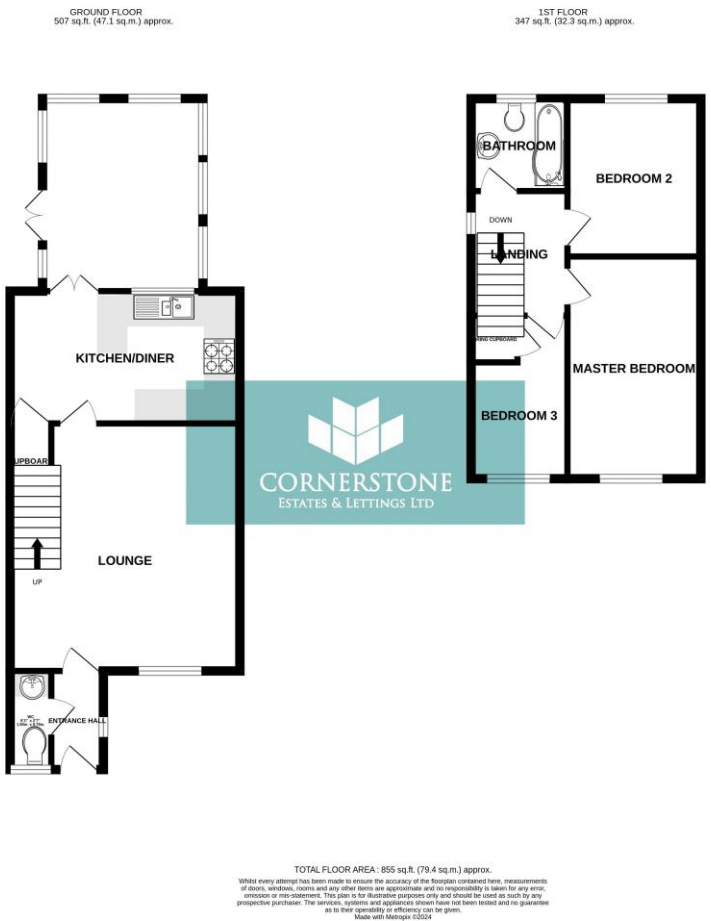 GROUND FLOOR
507 sq.ft. (47.1 sq.m.) approx.
1ST FLOOR
347 sq.ft. (32.3 sq.m.) approx.
BATHROOM
BEDROOM 2
DOWN
LANDING
RING CUPBOARD
MASTER BEDROOM
BEDROOM 3
KITCHEN/DINER
UPBOAR
LOUNGE
UP
WC
ENTRANCE HALL
CORNERSTONE
ESTATES & LETTINGS LTD
TOTAL FLOOR AREA : 855 sq.ft. (79.4 sq.m.) approx.
Whilst every attempt has been made to ensure the accuracy of the floorplan contained here, measurements
of doors, windows, rooms and any other items are approximate and no responsibility is taken for any error,
omission or mis-statement. This plan is for illustrative purposes only and should be used as such by any
prospective purchaser. The services, systems and appliances shown have not been tested and no guarantee
as to their operability or efficiency can be given.
Made with Metropix ©2024